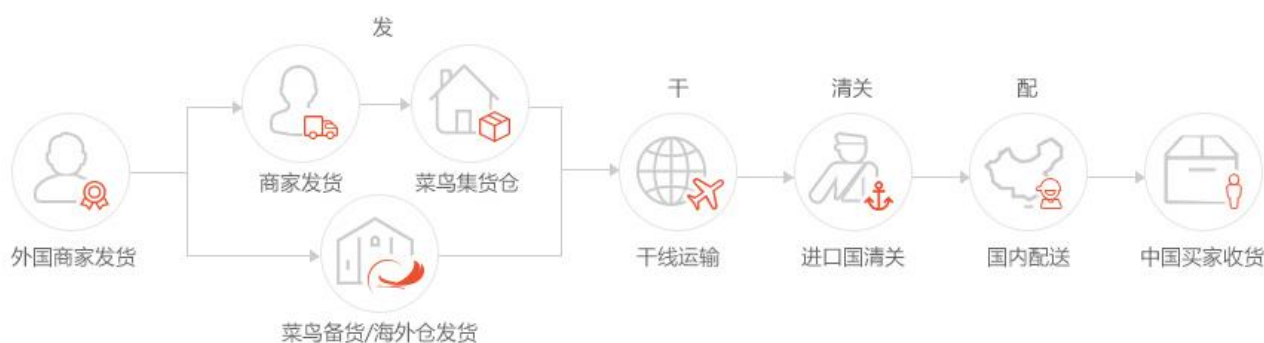 发
干
清关
配
商家发货
菜鸟集货仓
外国商家发货
菜鸟备货/海外仓发货
干线运输
进口国清关
国内配送
中国买家收货